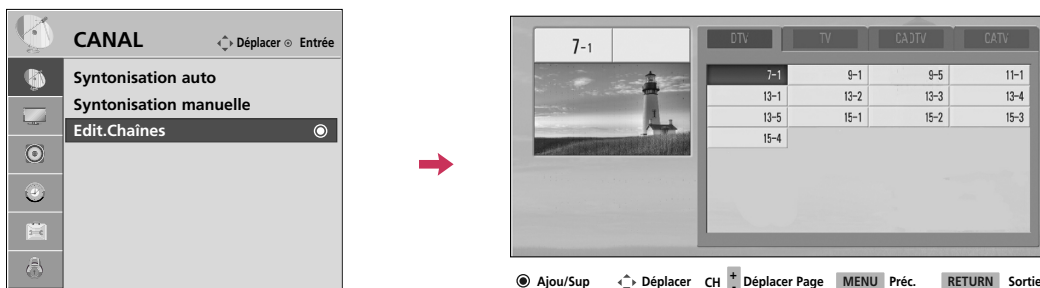 CANAL Déplacer Entrée
Syntonisation auto
Syntonisation manuelle
Edit.Chaînes
7-1
DTV TV CADTV CATV
7-1 9-1 9-5 11-1
13-1 13-2 13-3 13-4
13-5 15-1 15-2 15-3
15-4
Ajou/Sup Déplacer CH + - Déplacer Page MENU Préc. RETURN Sortie